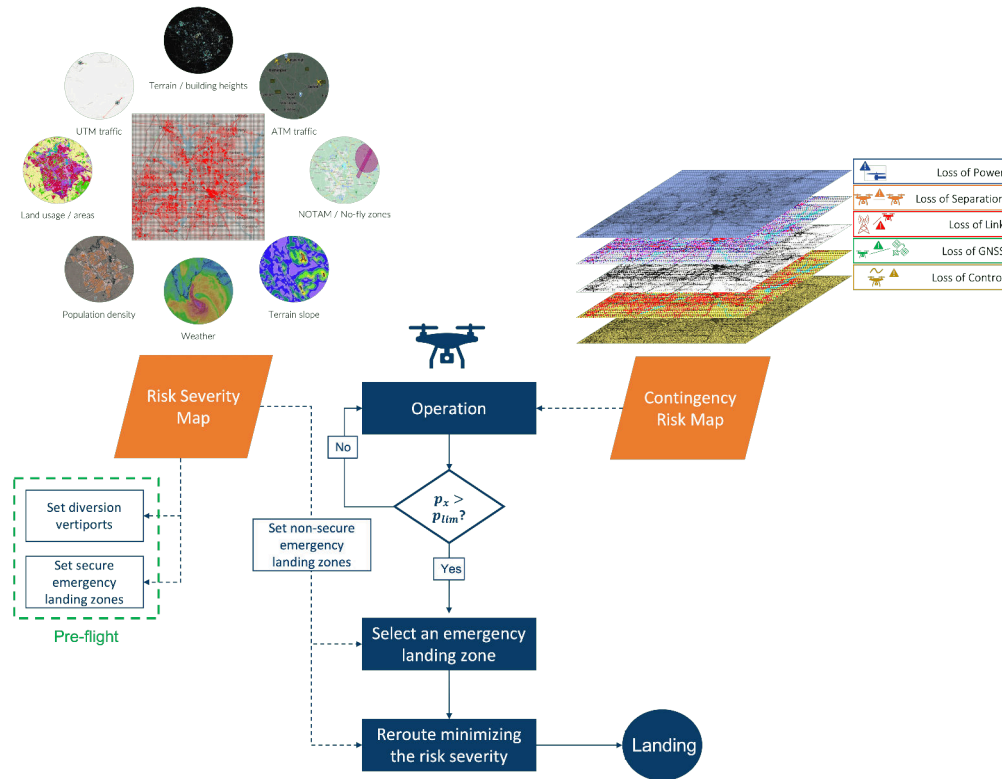 Terrain / building heights
UTM traffic
ATM traffic
Land usage / areas
NOTAM / No-fly zones
Population density
Terrain slope
Weather
Loss of Power
Loss of Separation
Loss of Link
Loss of GNSS
Loss of Control
Risk Severity
Map
Operation
Contingency
Risk Map
No
p_x >
p_lim?
Set diversion
vertiports
Set non-secure
emergency
landing zones
Set secure
emergency
landing zones
Yes
Pre-flight
Select an emergency
landing zone
Reroute minimizing
the risk severity
Landing